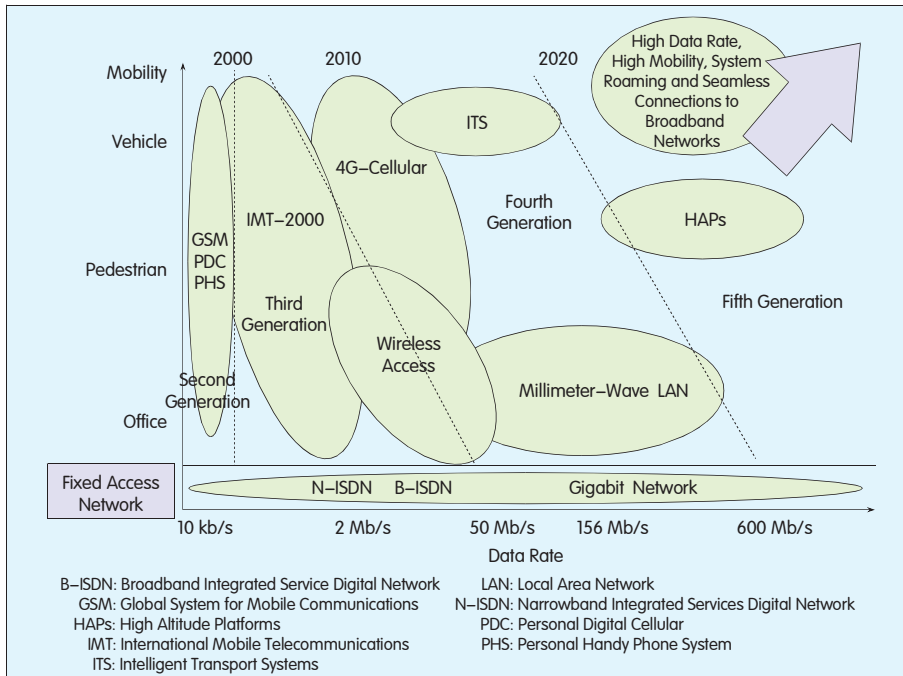 2000
2010
2020
High Data Rate,
High Mobility, System
Roaming and Seamless
Connections to
Broadband
Networks
Mobility
Vehicle
Pedestrian
Office
ITS
4G–Cellular
Fourth
Generation
IMT–2000
HAPs
GSM
PDC
PHS
Third
Generation
Fifth Generation
Wireless
Access
Second
Generation
Millimeter–Wave LAN
Fixed Access
Network
N–ISDN
B–ISDN
Gigabit Network
10 kb/s
2 Mb/s
50 Mb/s
156 Mb/s
600 Mb/s
Data Rate
B–ISDN: Broadband Integrated Service Digital Network
GSM: Global System for Mobile Communications
HAPs: High Altitude Platforms
IMT: International Mobile Telecommunications
ITS: Intelligent Transport Systems
LAN: Local Area Network
N–ISDN: Narrowband Integrated Services Digital Network
PDC: Personal Digital Cellular
PHS: Personal Handy Phone System